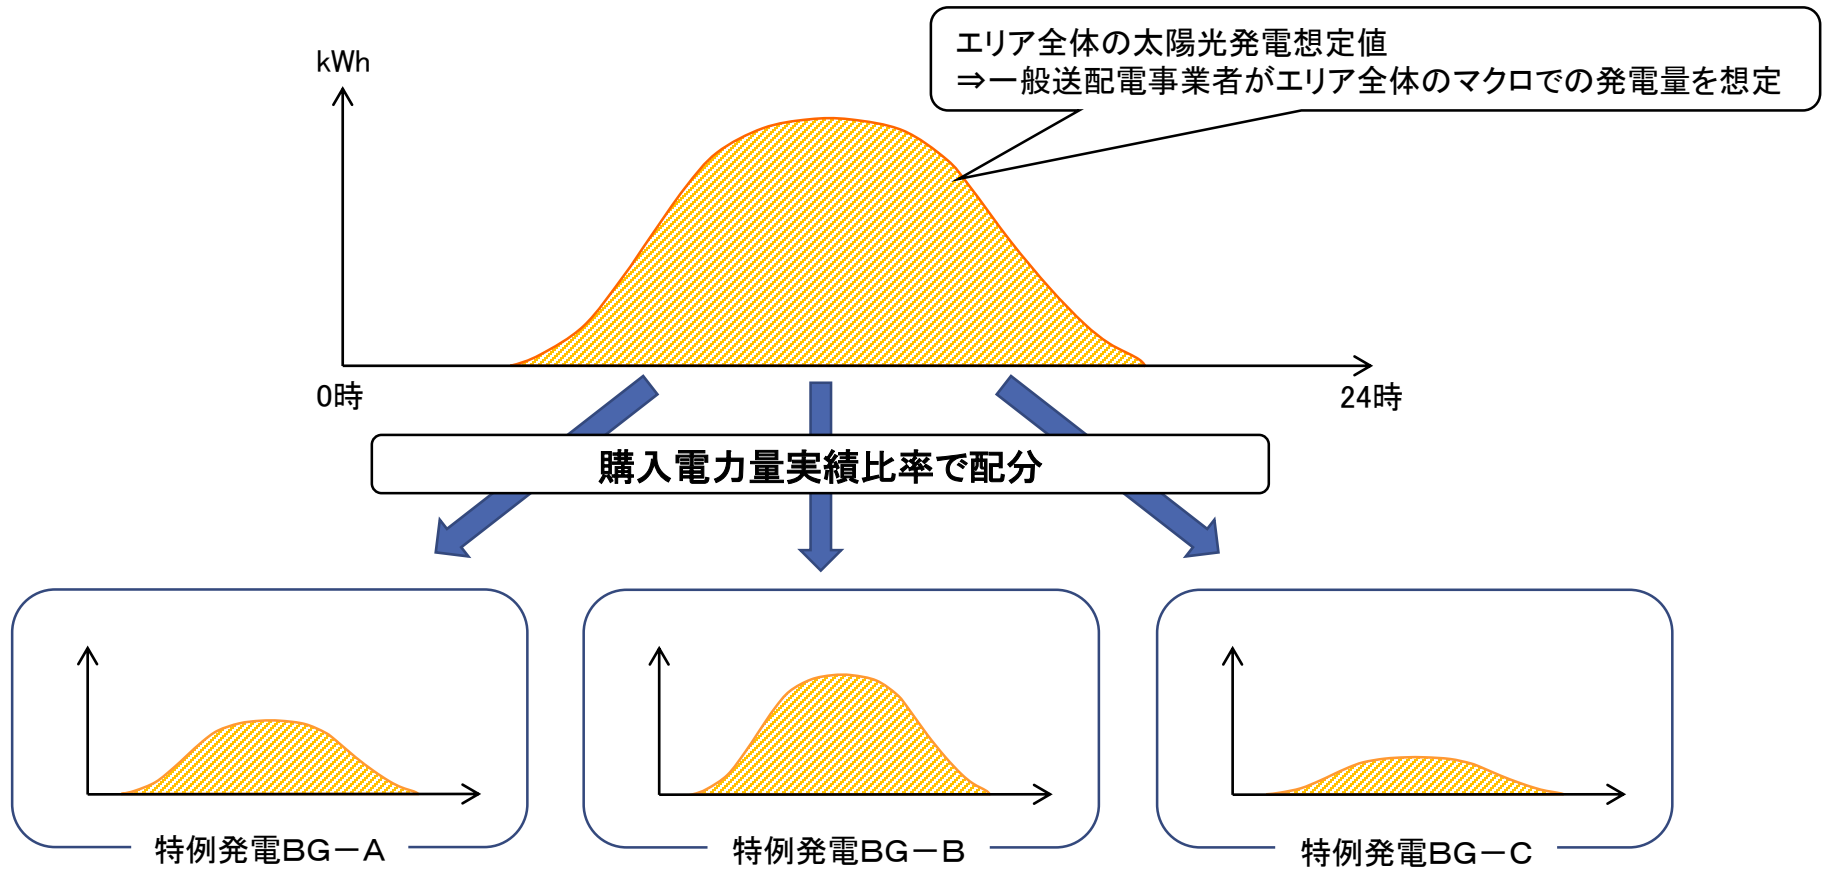 エリア全体の太陽光発電想定値
⇒一般送配電事業者がエリア全体のマクロでの発電量を想定
kWh
0時
24時
購入電力量実績比率で配分
特例発電BG－A
特例発電BG－B
特例発電BG－C